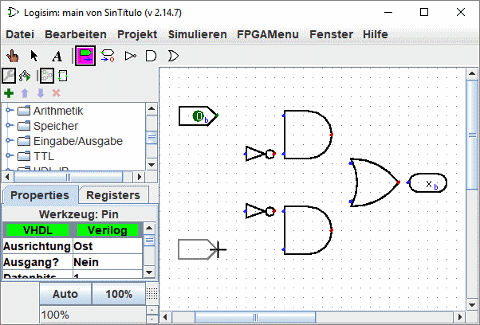 Logisim: main von SinTítulo (v 2.14.7)
Datei Bearbeiten Projekt Simulieren FPGAMenu Fenster Hilfe
A
Arithmetik
Speicher
Eingabe/Ausgabe
TTL
Properties Registers
Werkzeug: Pin
VHDL Verilog
Ausrichtung Ost
Ausgang? Nein
Datenbits 1
Auto 100%
100%
0 b
x b